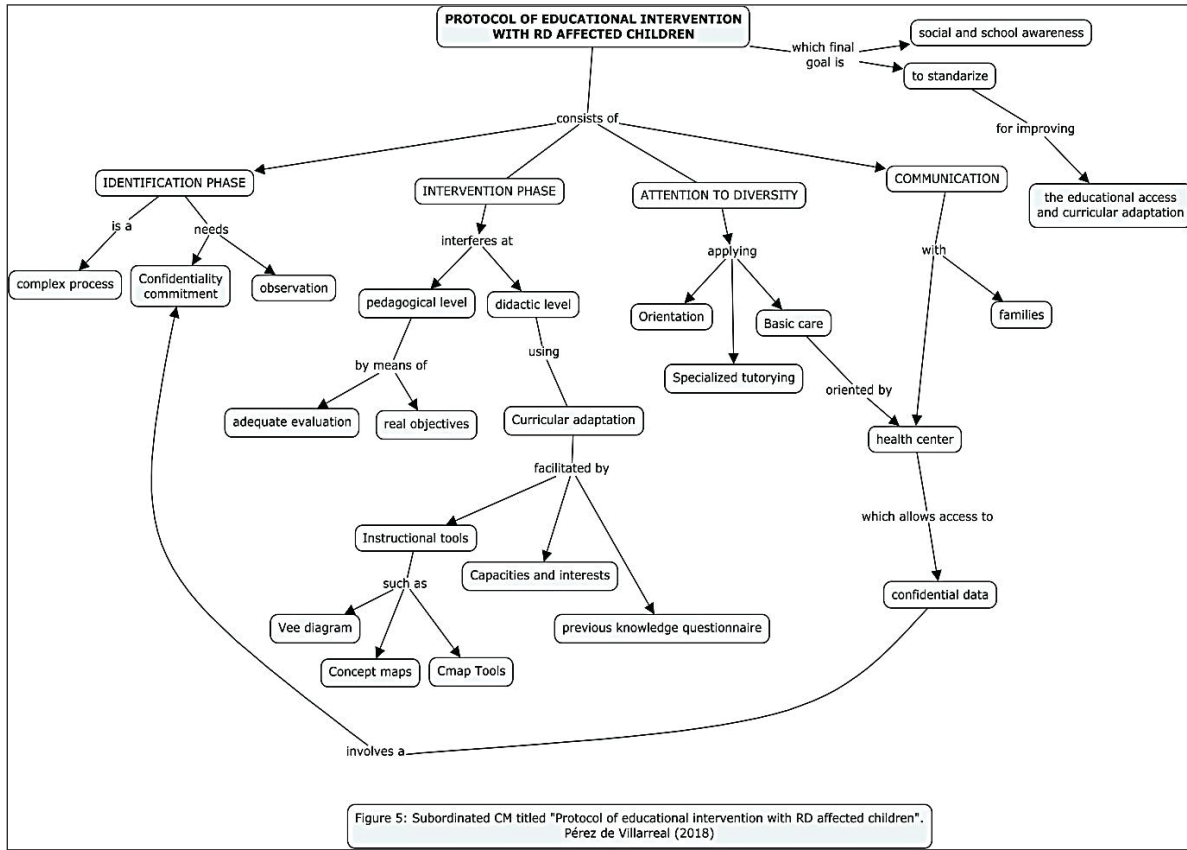 PROTOCOL OF EDUCATIONAL INTERVENTION
WITH RD AFFECTED CHILDREN
which final
goal is
social and school awareness
to standarize
for improving
the educational access
and curricular adaptation
consists of
IDENTIFICATION PHASE
is a
complex process
needs
Confidentiality
commitment
observation
INTERVENTION PHASE
interferes at
pedagogical level
by means of
adequate evaluation
real objectives
didactic level
using
Curricular adaptation
facilitated by
Instructional tools
such as
Vee diagram
Concept maps
Cmap Tools
Capacities and interests
previous knowledge questionnaire
ATTENTION TO DIVERSITY
applying
Orientation
Specialized tutorying
Basic care
oriented by
COMMUNICATION
with
families
health center
which allows access to
confidential data
involves a
Figure 5: Subordinated CM titled "Protocol of educational intervention with RD affected children".
Pérez de Villarreal (2018)